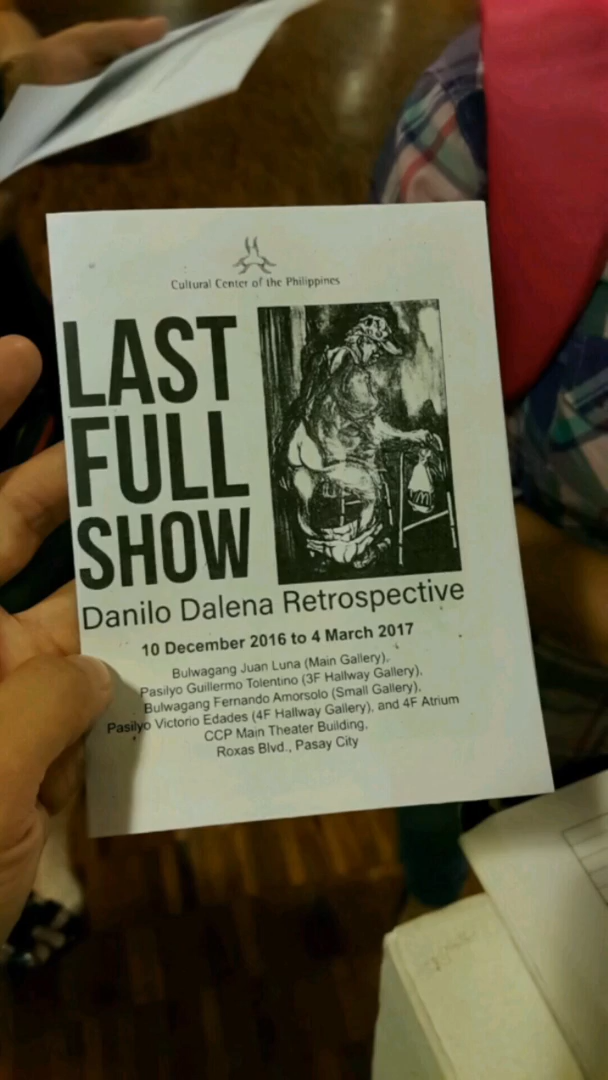 Cultural Center of the Philippines
LAST
FULL
SHOW
Danilo Dalena Retrospective
10 December 2016 to 4 March 2017
Bulwagang Juan Luna (Main Gallery),
Pasilyo Guillermo Tolentino (3F Hallway Gallery),
Bulwagang Fernando Amorsolo (Small Gallery),
Pasilyo Victorio Edades (4F Hallway Gallery), and 4F Atrium
CCP Main Theater Building,
Roxas Blvd., Pasay City